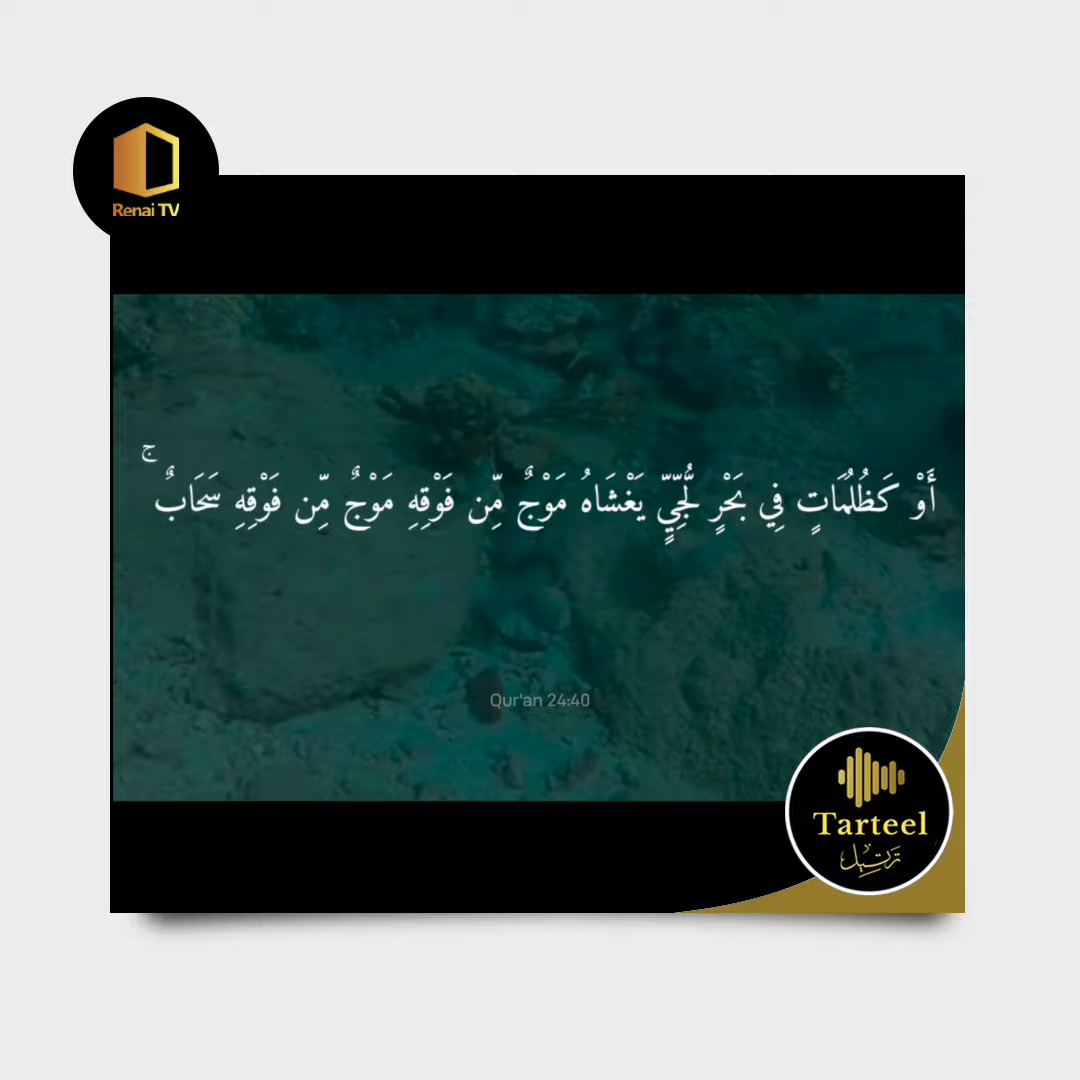 Renai TV
أَوْ كَظُلُمَاتٍ فِي بَحْرٍ لُّجِّيٍّ يَغْشَاهُ مَوْجٌ مِّن فَوْقِهِ مَوْجٌ مِّن فَوْقِهِ سَحَابٌ ۚ
Qur'an 24:40
Tarteel
ترتيل